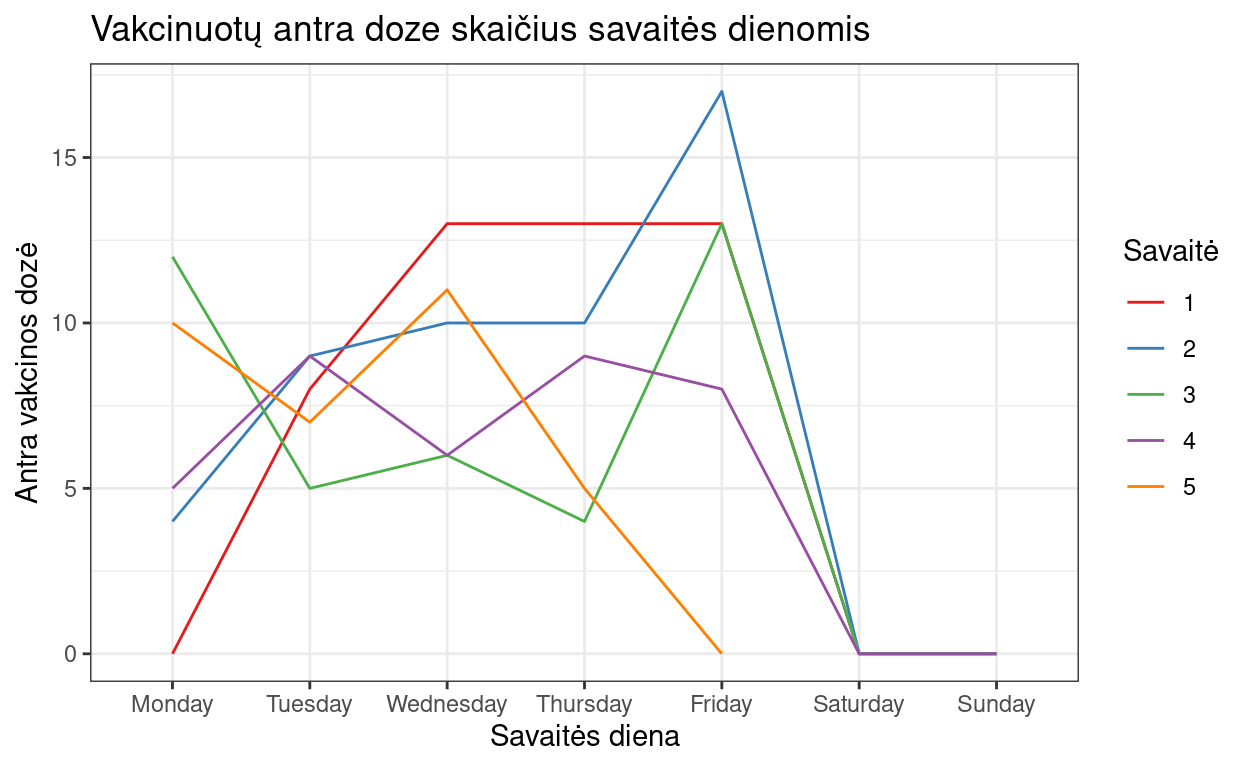 Vakcinuotų antra doze skaičius savaitės dienomis
Antra vakcinos dozė
15
10
5
0
Monday Tuesday Wednesday Thursday Friday Saturday Sunday
Savaitės diena
Savaitė
1
2
3
4
5